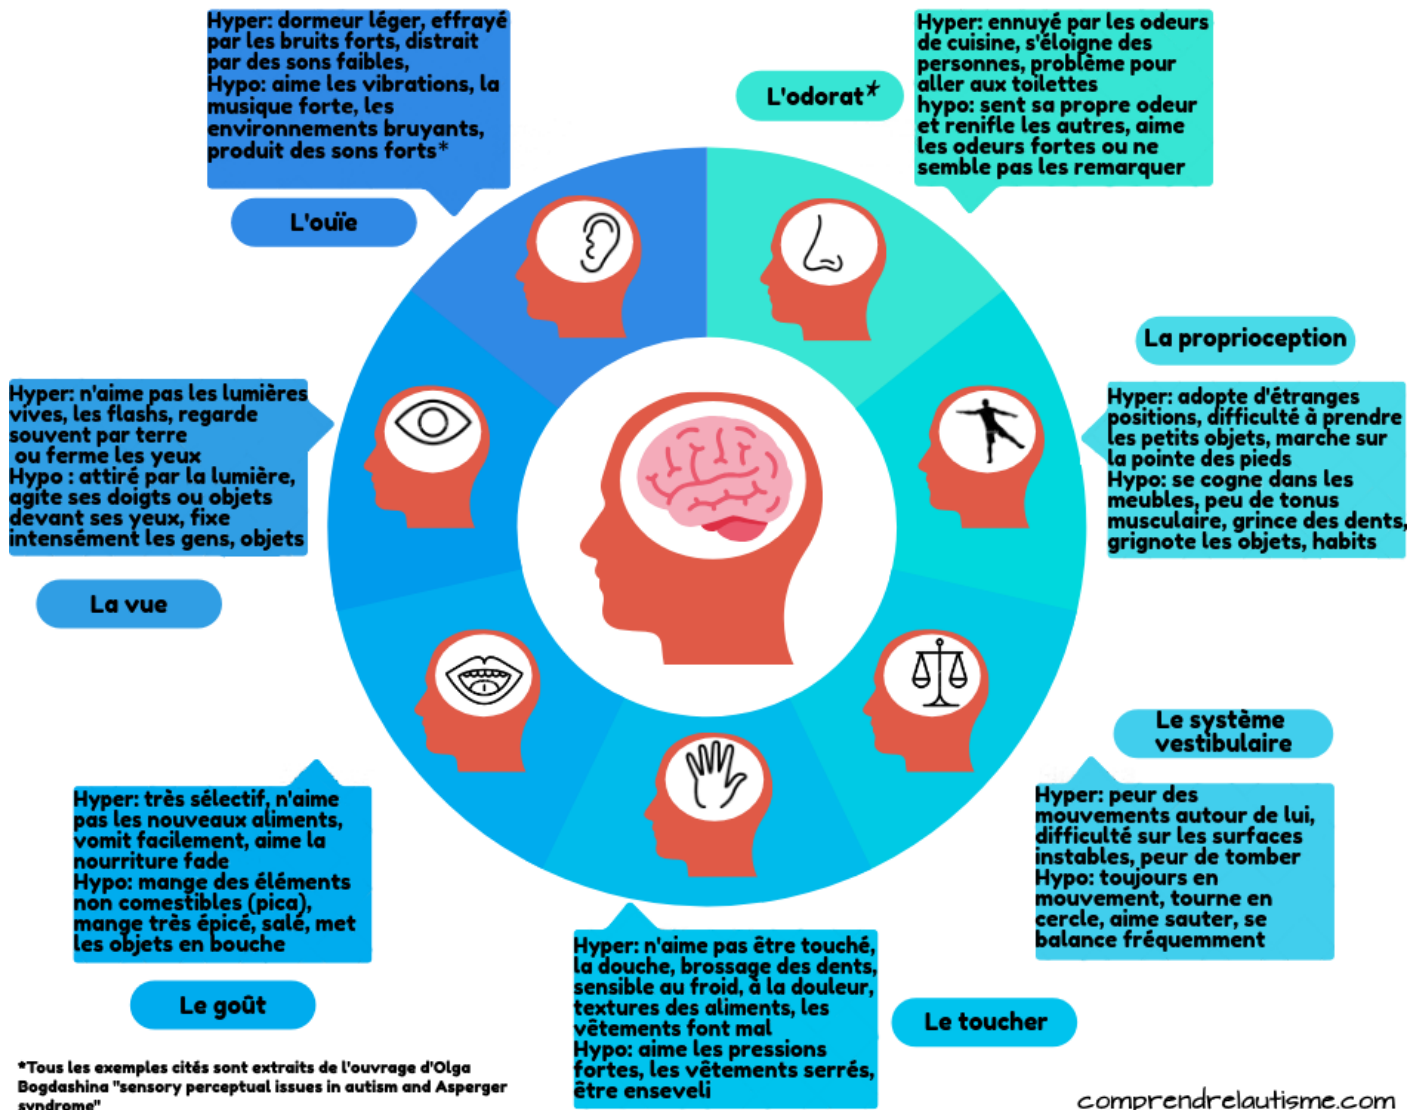 Hyper: dormeur léger, effrayé
par les bruits forts, distrait
par des sons faibles,
Hypo: aime les vibrations, la
musique forte, les
environnements bruyants,
produit des sons forts*
L'ouïe
L'odorat*
Hyper: ennuyé par les odeurs
de cuisine, s'éloigne des
personnes, problème pour
aller aux toilettes
hypo: sent sa propre odeur
et renifle les autres, aime
les odeurs fortes ou ne
semble pas les remarquer
La proprioception
Hyper: adopte d'étranges
positions, difficulté à prendre
les petits objets, marche sur
la pointe des pieds
Hypo: se cogne dans les
meubles, peu de tonus
musculaire, grince des dents,
grignote les objets, habits
Hyper: n'aime pas les lumières
vives, les flashs, regarde
souvent par terre
ou ferme les yeux
Hypo : attiré par la lumière,
agite ses doigts ou objets
devant ses yeux, fixe
intensément les gens, objets
La vue
Le système
vestibulaire
Hyper: peur des
mouvements autour de lui,
difficulté sur les surfaces
instables, peur de tomber
Hypo: toujours en
mouvement, tourne en
cercle, aime sauter, se
balance fréquemment
Hyper: très sélectif, n'aime
pas les nouveaux aliments,
vomit facilement, aime la
nourriture fade
Hypo: mange des éléments
non comestibles (pica),
mange très épicé, salé, met
les objets en bouche
Le goût
Hyper: n'aime pas être touché,
la douche, brossage des dents,
sensible au froid, à la douleur,
textures des aliments, les
vêtements font mal
Hypo: aime les pressions
fortes, les vêtements serrés,
être enseveli
Le toucher
*Tous les exemples cités sont extraits de l'ouvrage d'Olga
Bogdashina "sensory perceptual issues in autism and Asperger
syndrome"
comprendrelautisme.com